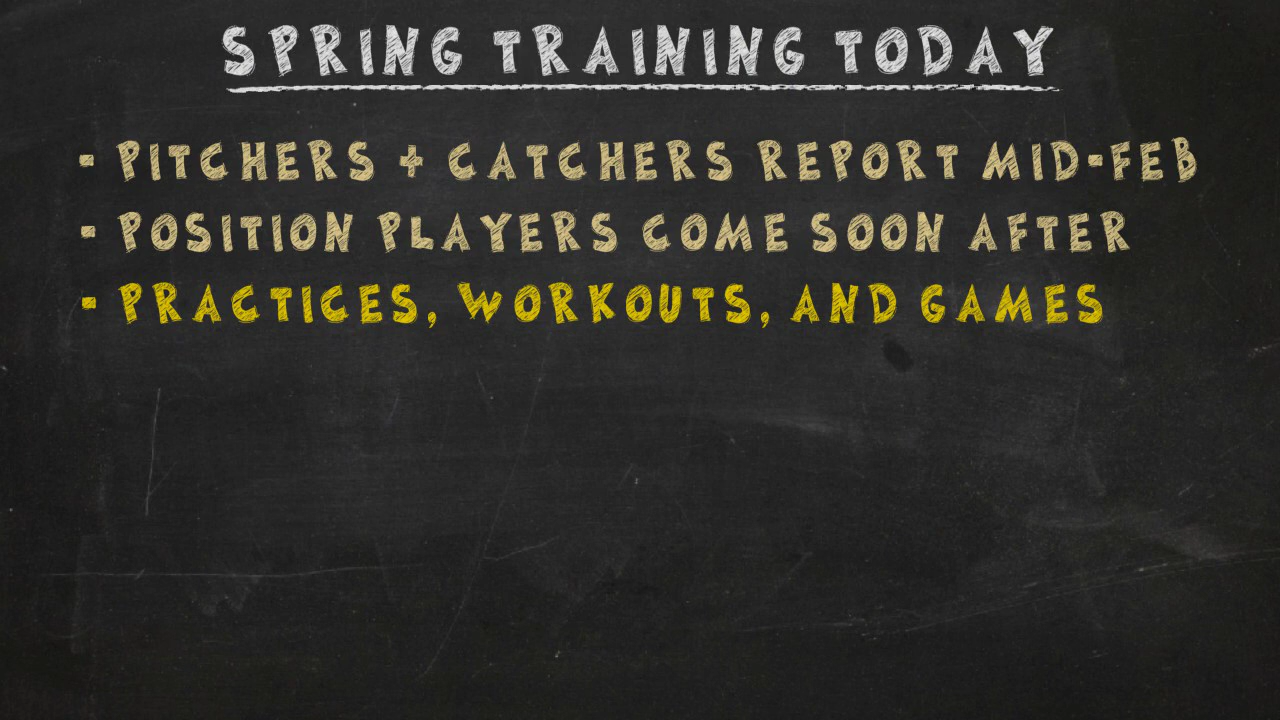 SPRING TRAINING TODAY
- PITCHERS + CATCHERS REPORT MID-FEB
- POSITION PLAYERS COME SOON AFTER
- PRACTICES, WORKOUTS, AND GAMES